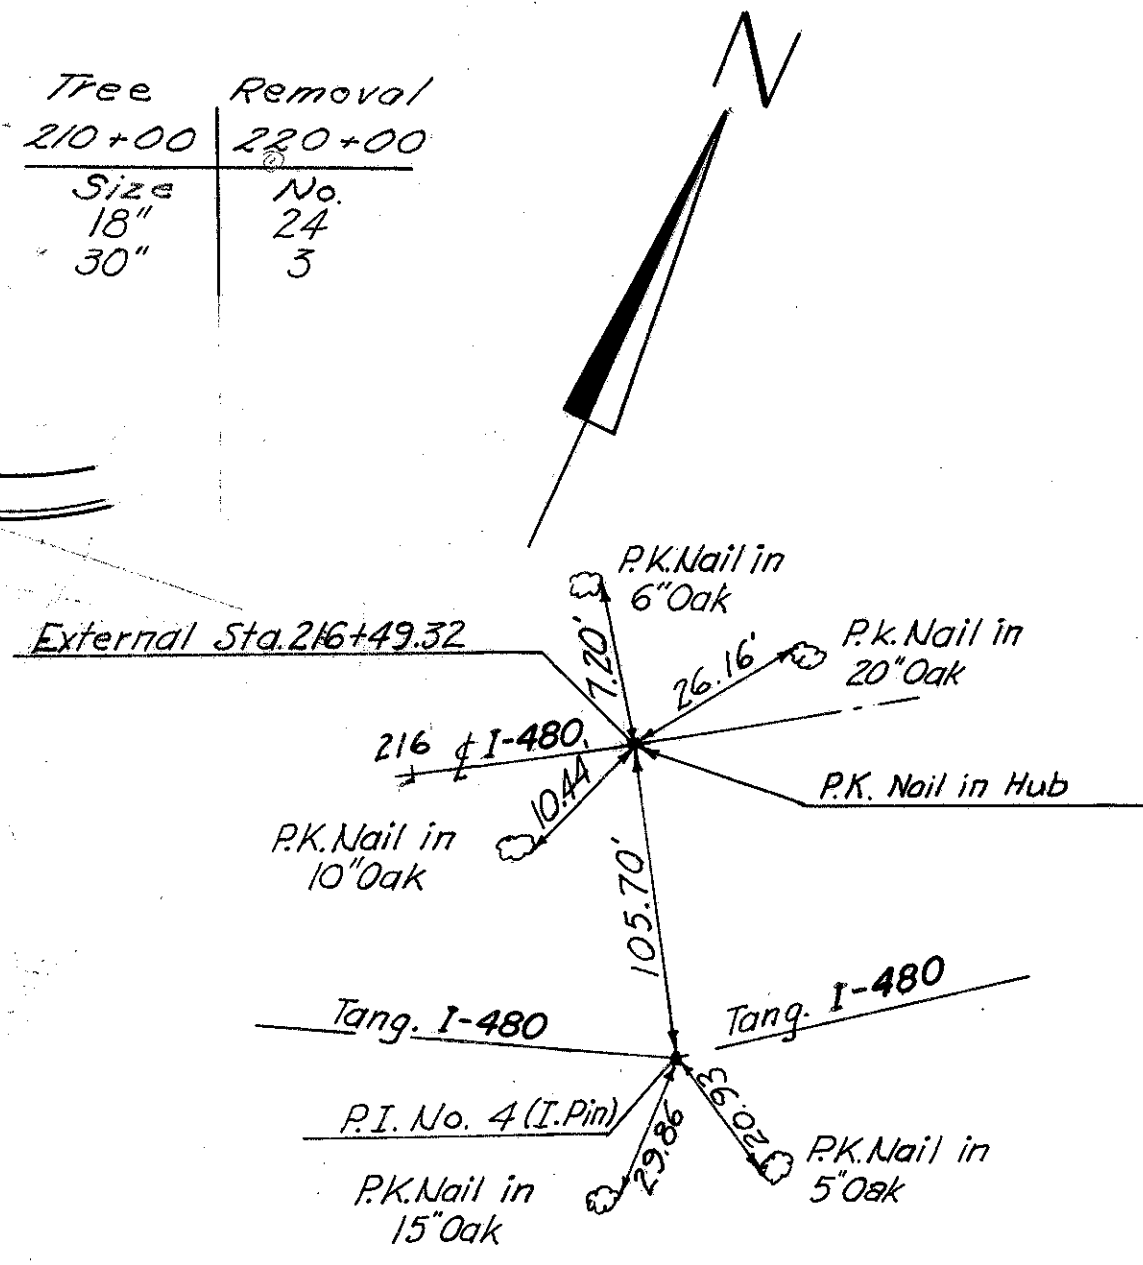 N
Tree Removal
210+00 220+00
Size No.
18" 24
30" 3
P.K. Nail in
6" Oak
External Sta. 216+49.32
7.20'
26.16'
P.K. Nail in
20" Oak
216 ℄ I-480
10.44'
P.K. Nail in Hub
P.K. Nail in
10" Oak
105.70'
Tang. I-480
Tang. I-480
P.I. No. 4 (I.Pin)
29.86
20.93
P.K. Nail in
5" Oak
P.K. Nail in
15" Oak